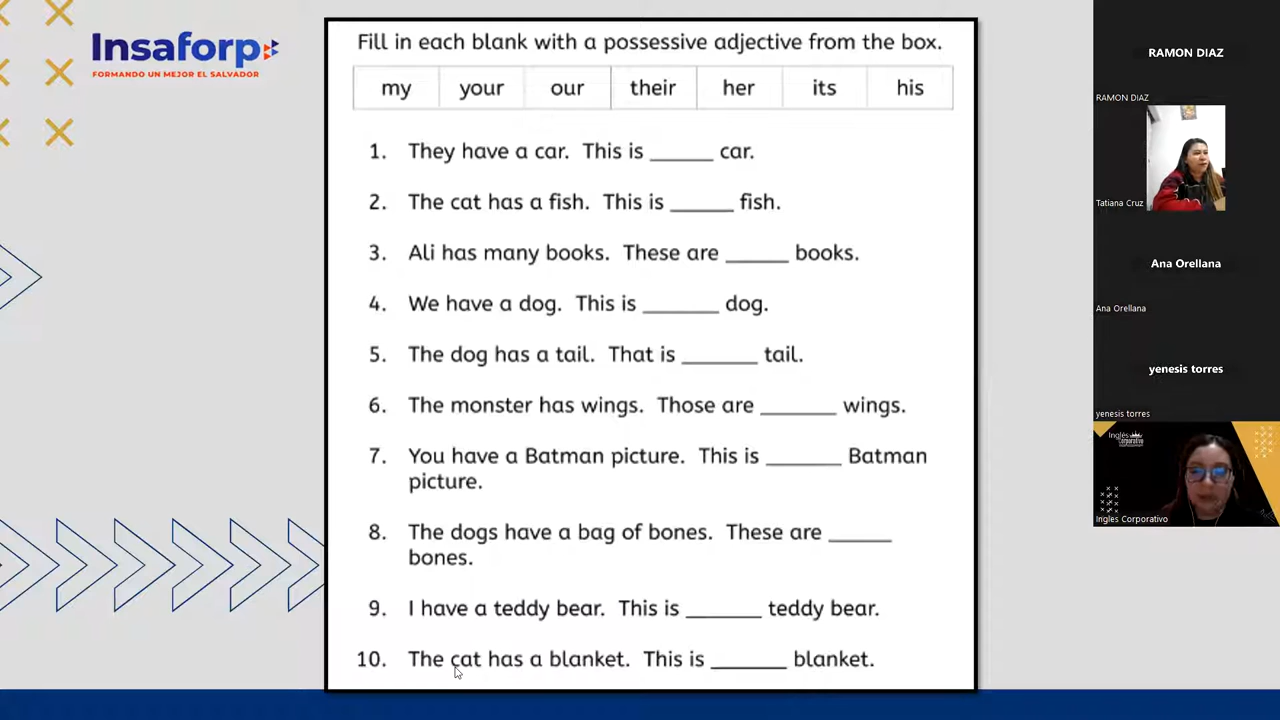 Insaforp
FORMANDO UN MEJOR EL SALVADOR
Fill in each blank with a possessive adjective from the box.
my your our their her its his
1. They have a car. This is ______ car.
2. The cat has a fish. This is ______ fish.
3. Ali has many books. These are ______ books.
4. We have a dog. This is _______ dog.
5. The dog has a tail. That is _______ tail.
6. The monster has wings. Those are _______ wings.
7. You have a Batman picture. This is _______ Batman
picture.
8. The dogs have a bag of bones. These are ______
bones.
9. I have a teddy bear. This is _______ teddy bear.
10. The cat has a blanket. This is _______ blanket.
RAMON DIAZ
RAMON DIAZ
Tatiana Cruz
Ana Orellana
Ana Orellana
yenesis torres
yenesis torres
Inglés
Corporativo
Ingles Corporativo